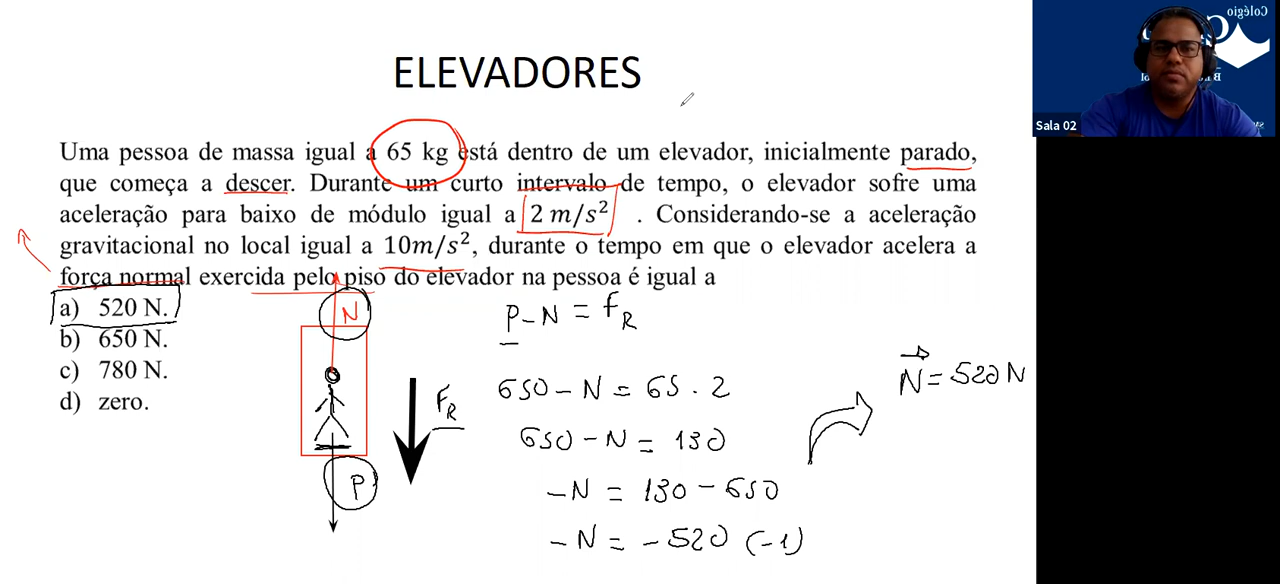 ELEVADORES
Uma pessoa de massa igual a 65 kg está dentro de um elevador, inicialmente parado,
que começa a descer. Durante um curto intervalo de tempo, o elevador sofre uma
aceleração para baixo de módulo igual a 2 m/s² . Considerando-se a aceleração
gravitacional no local igual a 10m/s², durante o tempo em que o elevador acelera a
força normal exercida pelo piso do elevador na pessoa é igual a
a) 520 N.
b) 650 N.
c) 780 N.
d) zero.
N
P
F_R
P-N = F_R
650 - N = 65 . 2
650 - N = 130
-N = 130 - 650
-N = -520 (-1)
N = 520 N
Colégio
Sala 02